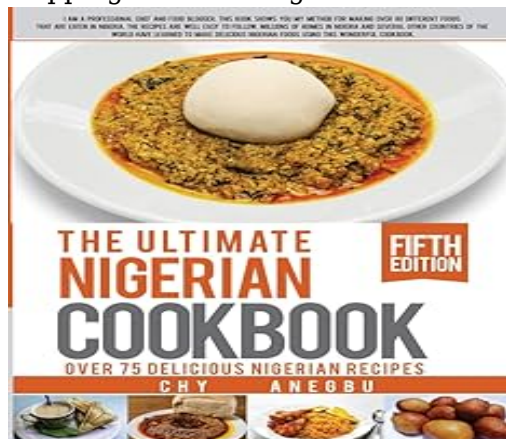 I AM A PROFESSIONAL CHEF AND FOOD BLOGGER, THIS BOOK SHOWS YOU MY METHOD FOR MAKING OVER 80 DIFFERENT FOODS
THAT ARE EATEN IN NIGERIA. THE RECIPES ARE WELL EASY TO FOLLOW. MILLIONS OF HOMES IN NIGERIA AND SEVERAL OTHER COUNTRIES OF THE
WORLD HAVE LEARNED TO MAKE DELICIOUS NIGERIAN FOODS USING THIS WONDERFUL COOKBOOK.
THE ULTIMATE
NIGERIAN
COOKBOOK
FIFTH
EDITION
OVER 75 DELICIOUS NIGERIAN RECIPES
CHY ANEGBU